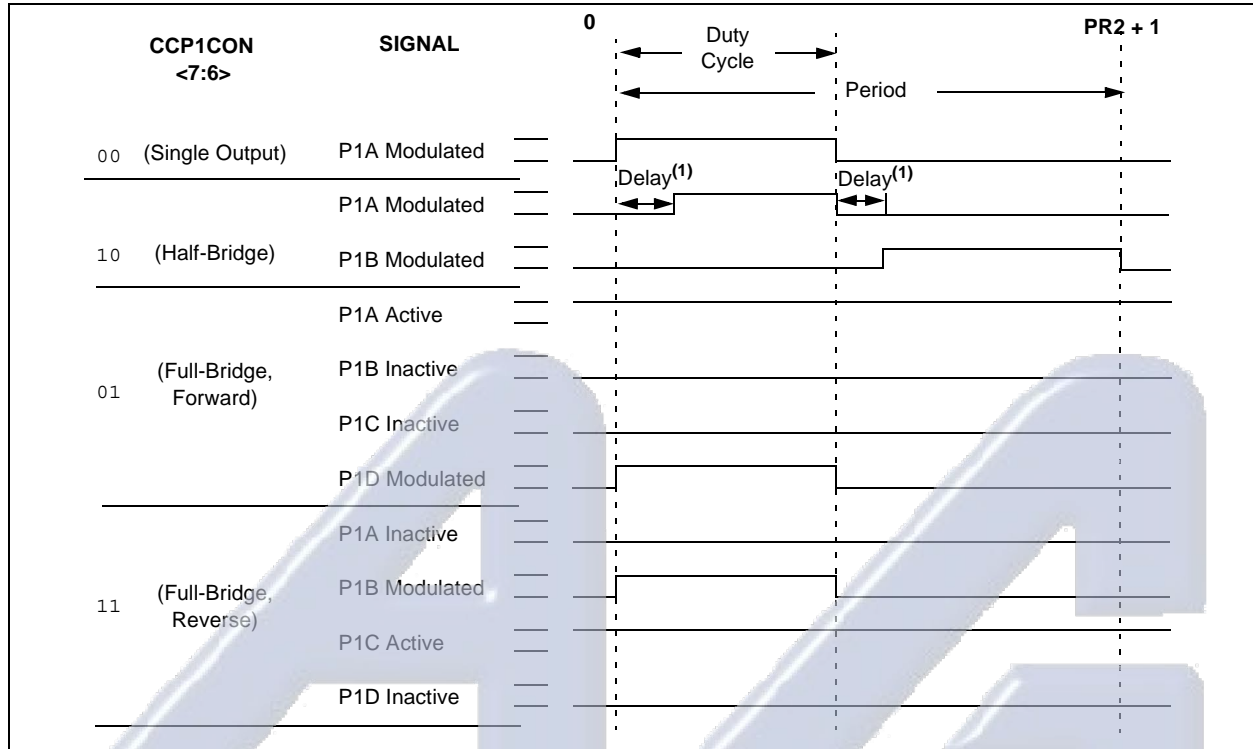 0
PR2 + 1
CCP1CON
<7:6>
SIGNAL
Duty
Cycle
Period
00 (Single Output) P1A Modulated
Delay(1) Delay(1)
P1A Modulated
10 (Half-Bridge) P1B Modulated
P1A Active
01 (Full-Bridge,
Forward)
P1B Inactive
P1C Inactive
P1D Modulated
P1A Inactive
11 (Full-Bridge,
Reverse)
P1B Modulated
P1C Active
P1D Inactive